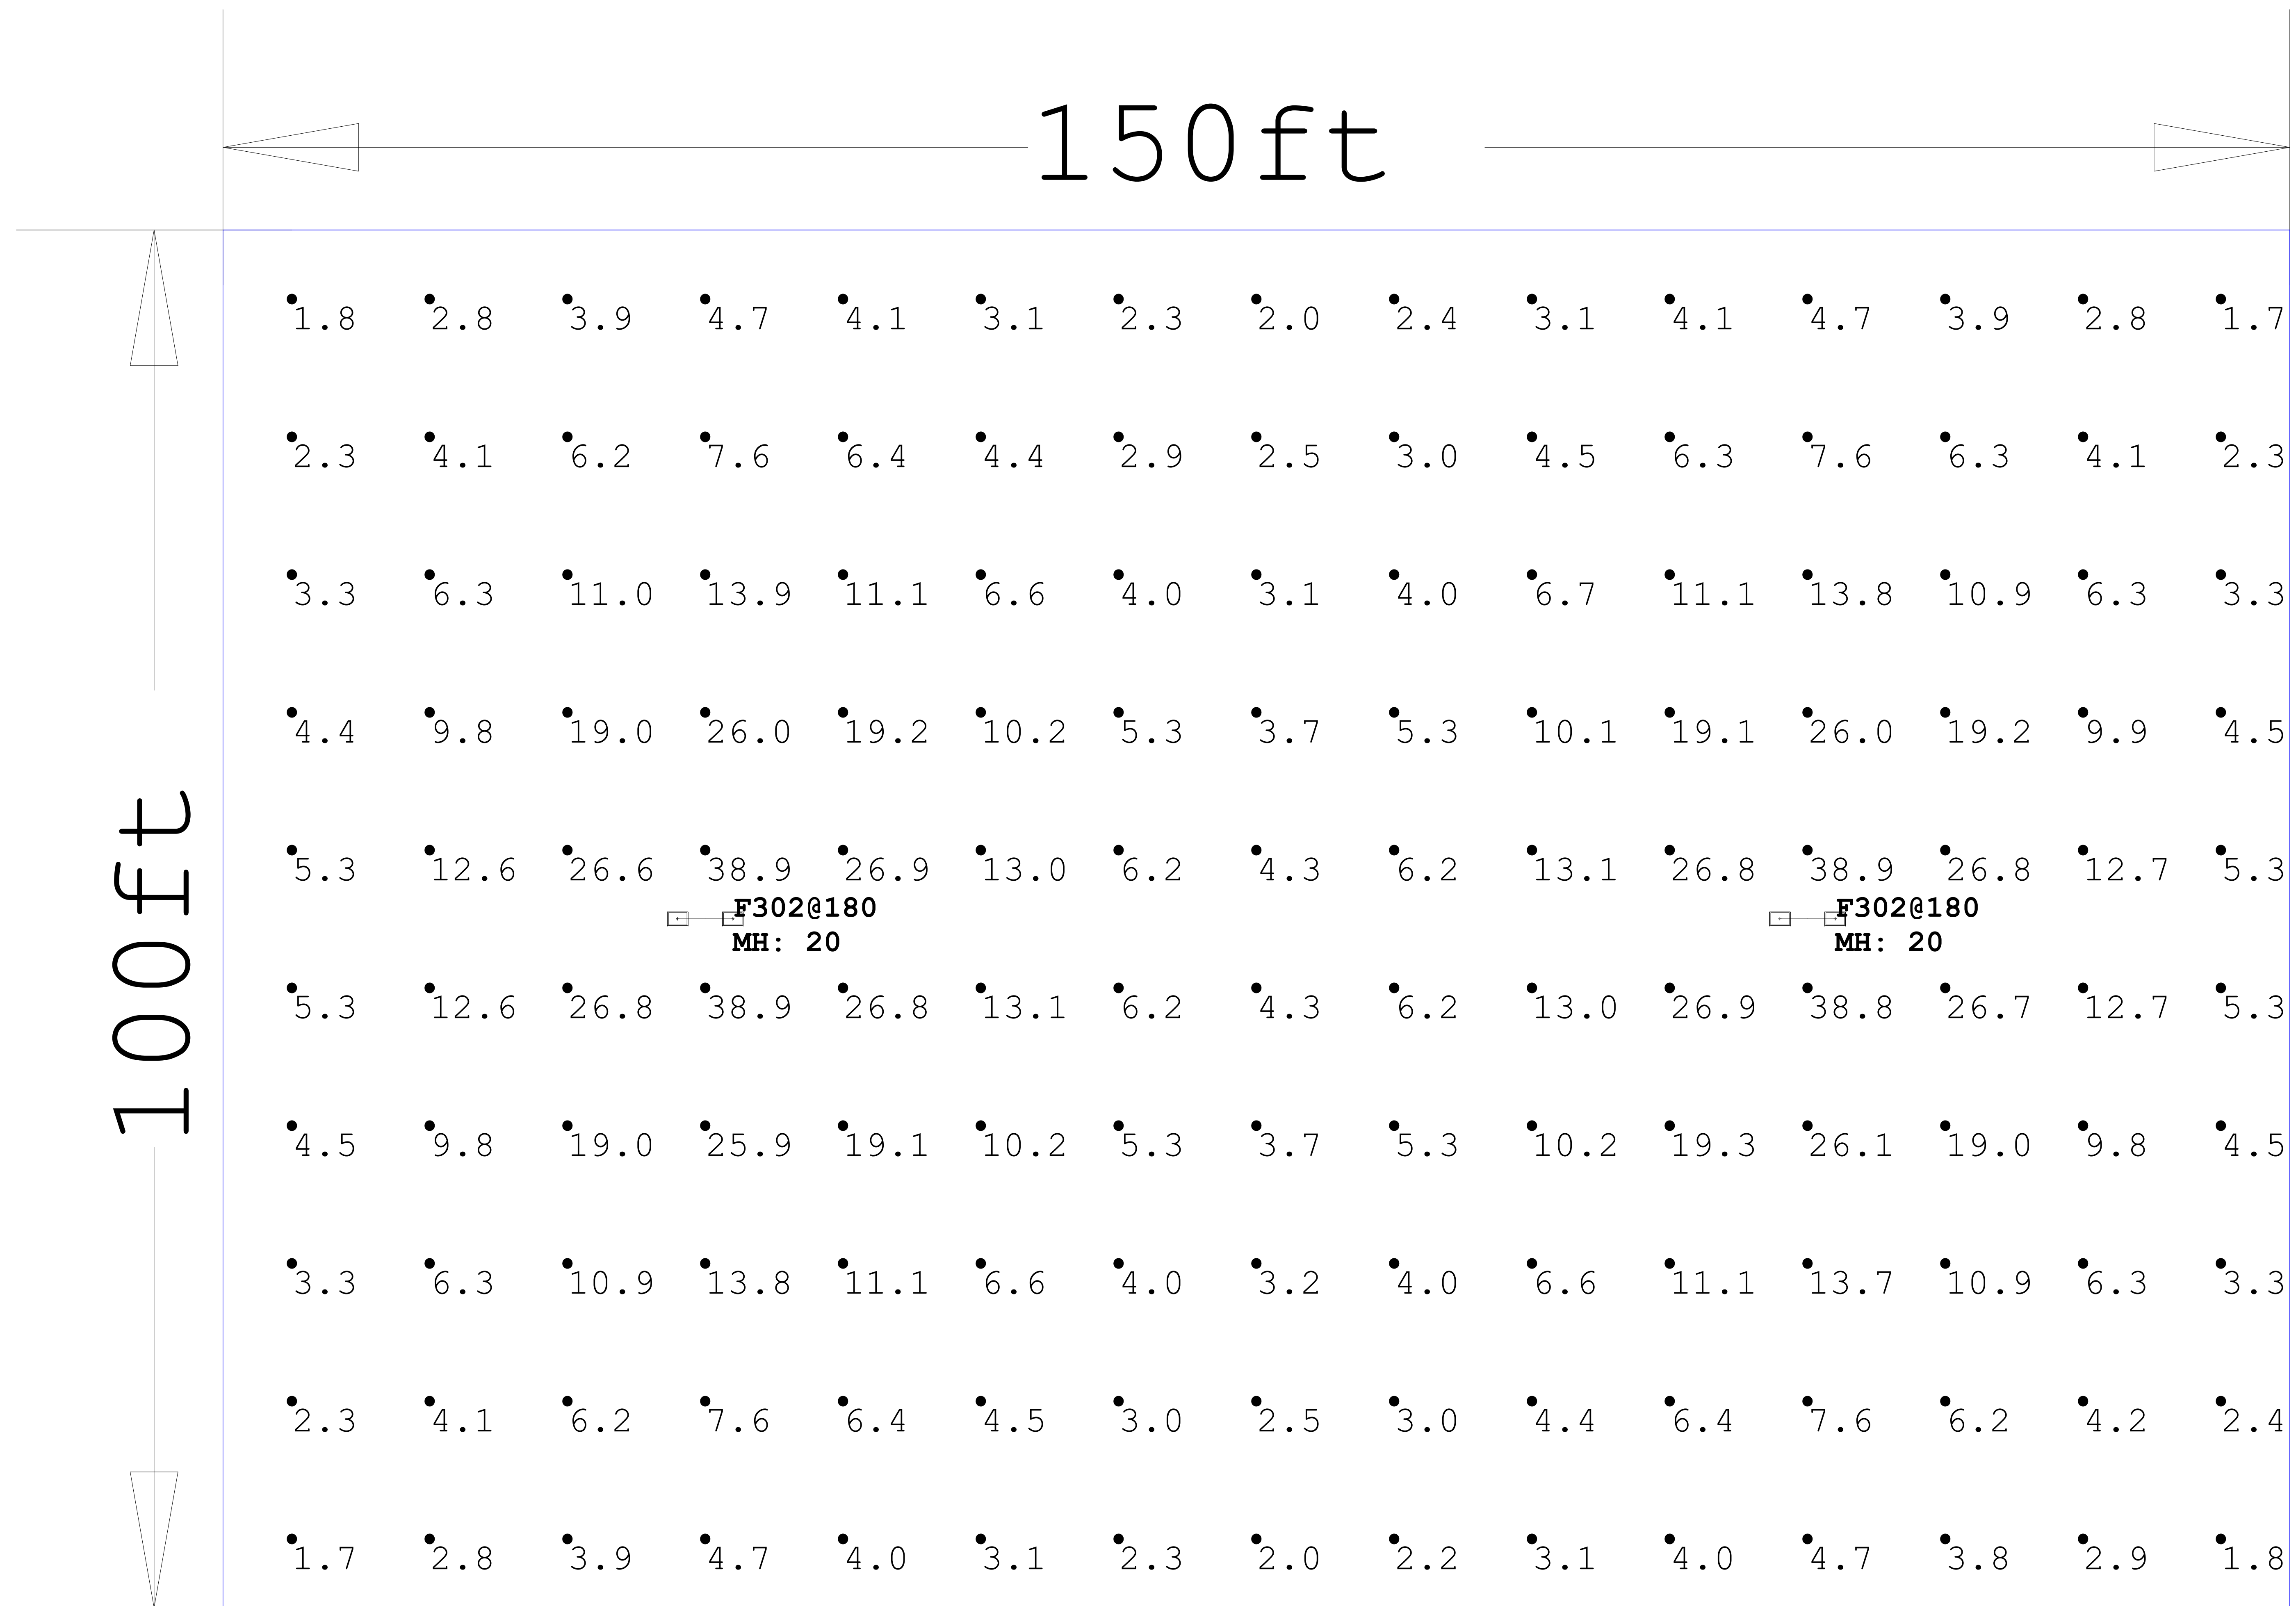 150ft
100ft
1.8 2.8 3.9 4.7 4.1 3.1 2.3 2.0 2.4 3.1 4.1 4.7 3.9 2.8 1.7
2.3 4.1 6.2 7.6 6.4 4.4 2.9 2.5 3.0 4.5 6.3 7.6 6.3 4.1 2.3
3.3 6.3 11.0 13.9 11.1 6.6 4.0 3.1 4.0 6.7 11.1 13.8 10.9 6.3 3.3
4.4 9.8 19.0 26.0 19.2 10.2 5.3 3.7 5.3 10.1 19.1 26.0 19.2 9.9 4.5
5.3 12.6 26.6 38.9 26.9 13.0 6.2 4.3 6.2 13.1 26.8 38.9 26.8 12.7 5.3
F302@180 F302@180
MH: 20 MH: 20
5.3 12.6 26.8 38.9 26.8 13.1 6.2 4.3 6.2 13.0 26.9 38.8 26.7 12.7 5.3
4.5 9.8 19.0 25.9 19.1 10.2 5.3 3.7 5.3 10.2 19.3 26.1 19.0 9.8 4.5
3.3 6.3 10.9 13.8 11.1 6.6 4.0 3.2 4.0 6.6 11.1 13.7 10.9 6.3 3.3
2.3 4.1 6.2 7.6 6.4 4.5 3.0 2.5 3.0 4.4 6.4 7.6 6.2 4.2 2.4
1.7 2.8 3.9 4.7 4.0 3.1 2.3 2.0 2.2 3.1 4.0 4.7 3.8 2.9 1.8